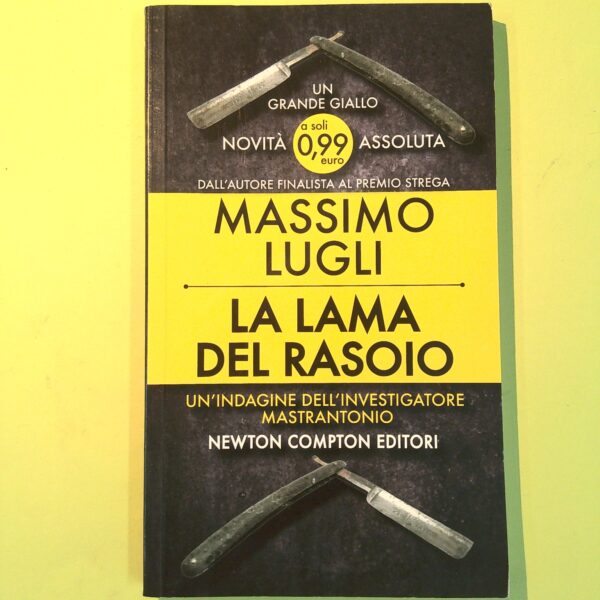 UN
GRANDE GIALLO
NOVITÀ a soli 0,99 euro ASSOLUTA
DALL'AUTORE FINALISTA AL PREMIO STREGA
MASSIMO
LUGLI
LA LAMA
DEL RASOIO
UN'INDAGINE DELL'INVESTIGATORE
MASTRANTONIO
NEWTON COMPTON EDITORI